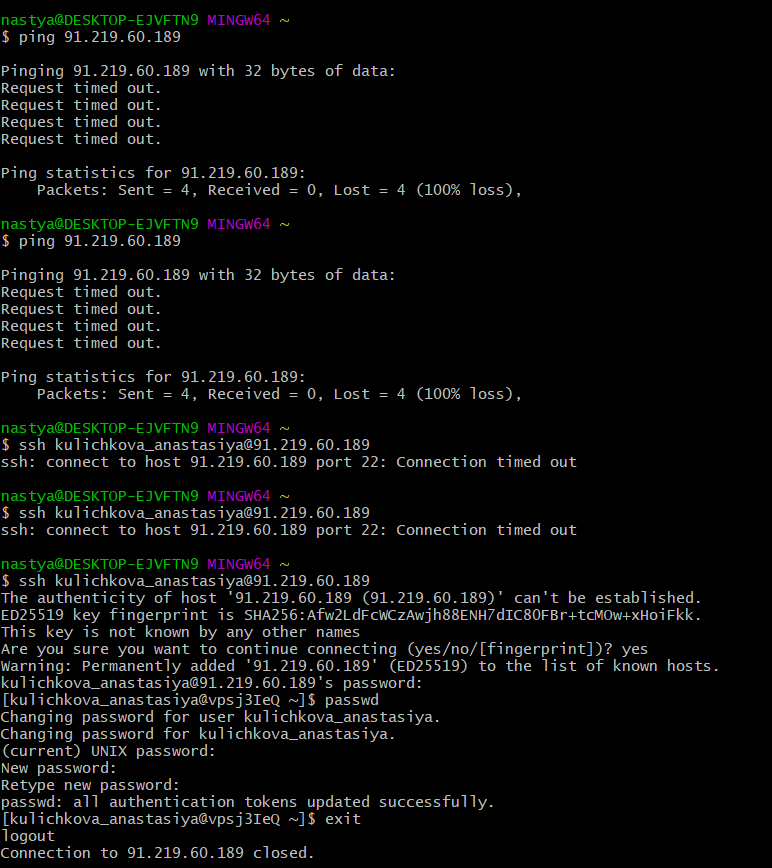 nastya@DESKTOP-EJVFTN9 MINGW64 ~
$ ping 91.219.60.189
Pinging 91.219.60.189 with 32 bytes of data:
Request timed out.
Request timed out.
Request timed out.
Request timed out.
Ping statistics for 91.219.60.189:
    Packets: Sent = 4, Received = 0, Lost = 4 (100% loss),
nastya@DESKTOP-EJVFTN9 MINGW64 ~
$ ping 91.219.60.189
Pinging 91.219.60.189 with 32 bytes of data:
Request timed out.
Request timed out.
Request timed out.
Request timed out.
Ping statistics for 91.219.60.189:
    Packets: Sent = 4, Received = 0, Lost = 4 (100% loss),
nastya@DESKTOP-EJVFTN9 MINGW64 ~
$ ssh kulichkova_anastasiya@91.219.60.189
ssh: connect to host 91.219.60.189 port 22: Connection timed out
nastya@DESKTOP-EJVFTN9 MINGW64 ~
$ ssh kulichkova_anastasiya@91.219.60.189
ssh: connect to host 91.219.60.189 port 22: Connection timed out
nastya@DESKTOP-EJVFTN9 MINGW64 ~
$ ssh kulichkova_anastasiya@91.219.60.189
The authenticity of host '91.219.60.189 (91.219.60.189)' can't be established.
ED25519 key fingerprint is SHA256:Afw2LdFcWCzAwjh88ENH7dIC8OFBr+tcMOw+xHoiFkk.
This key is not known by any other names
Are you sure you want to continue connecting (yes/no/[fingerprint])? yes
Warning: Permanently added '91.219.60.189' (ED25519) to the list of known hosts.
kulichkova_anastasiya@91.219.60.189's password:
[kulichkova_anastasiya@vpsj3IeQ ~]$ passwd
Changing password for user kulichkova_anastasiya.
Changing password for kulichkova_anastasiya.
(current) UNIX password:
New password:
Retype new password:
passwd: all authentication tokens updated successfully.
[kulichkova_anastasiya@vpsj3IeQ ~]$ exit
logout
Connection to 91.219.60.189 closed.